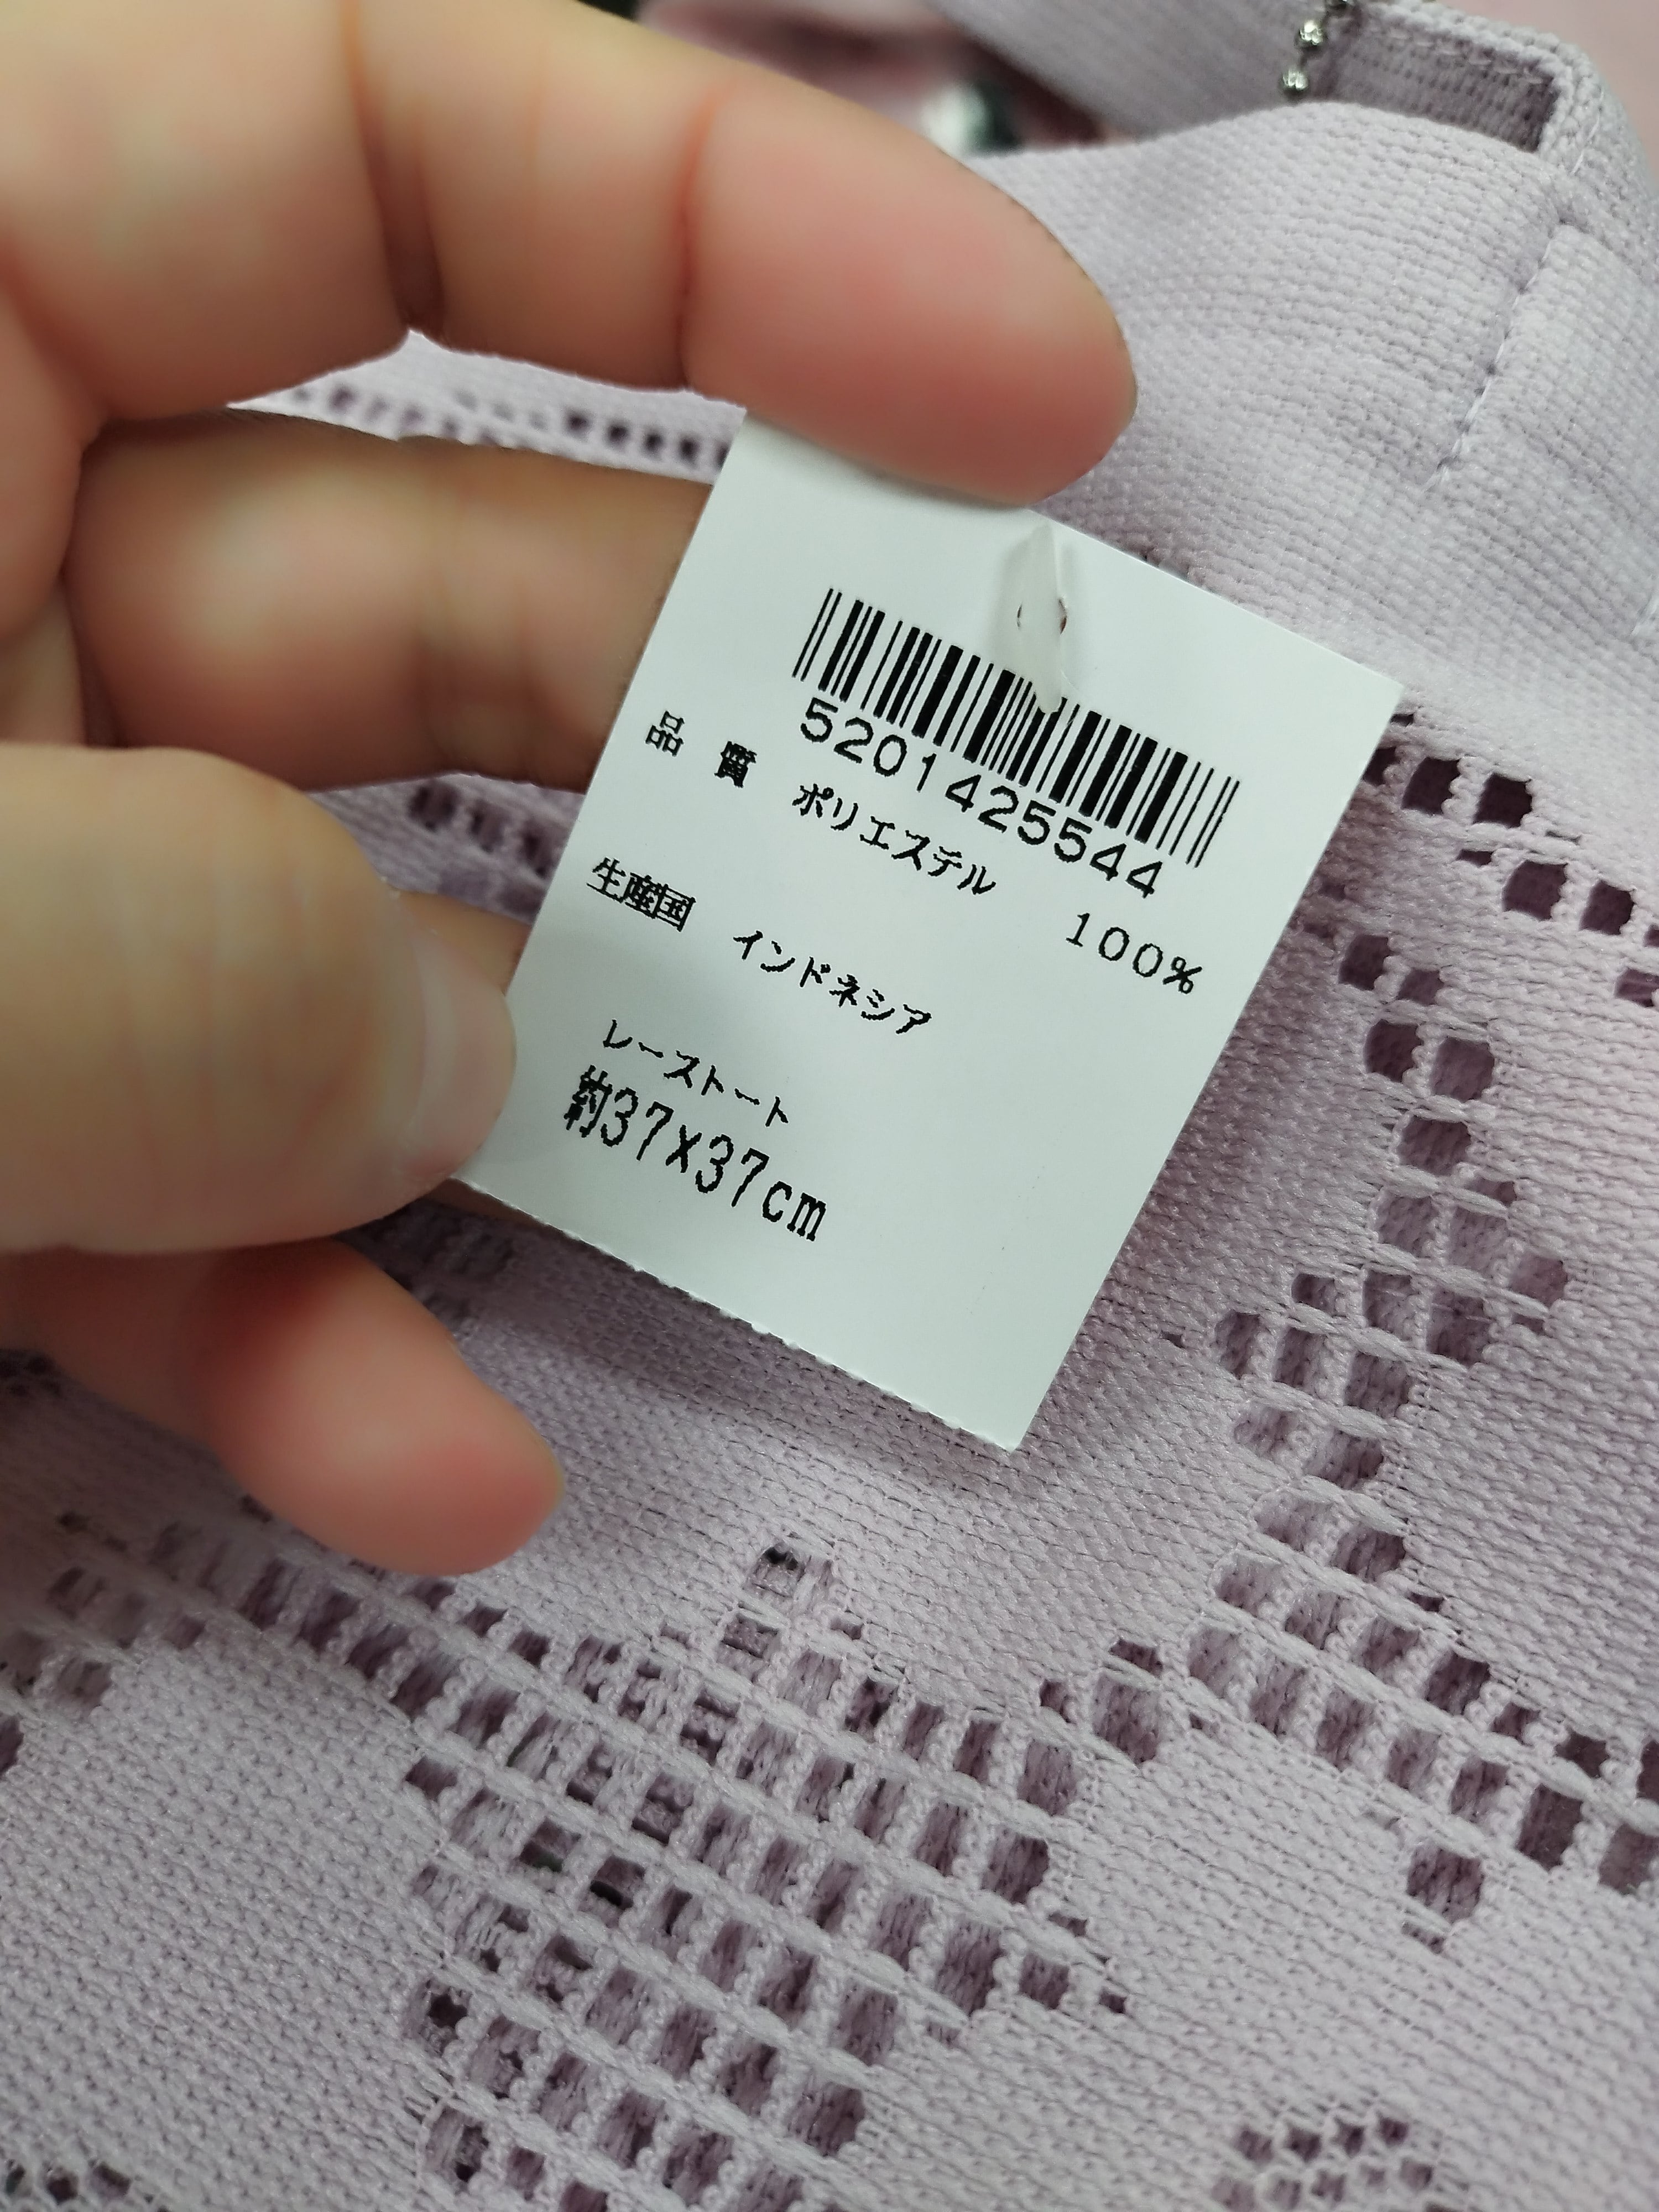 5201425544
品 質 ポリエステル 100%
生産国 インドネシア
レーストート
約37x37cm